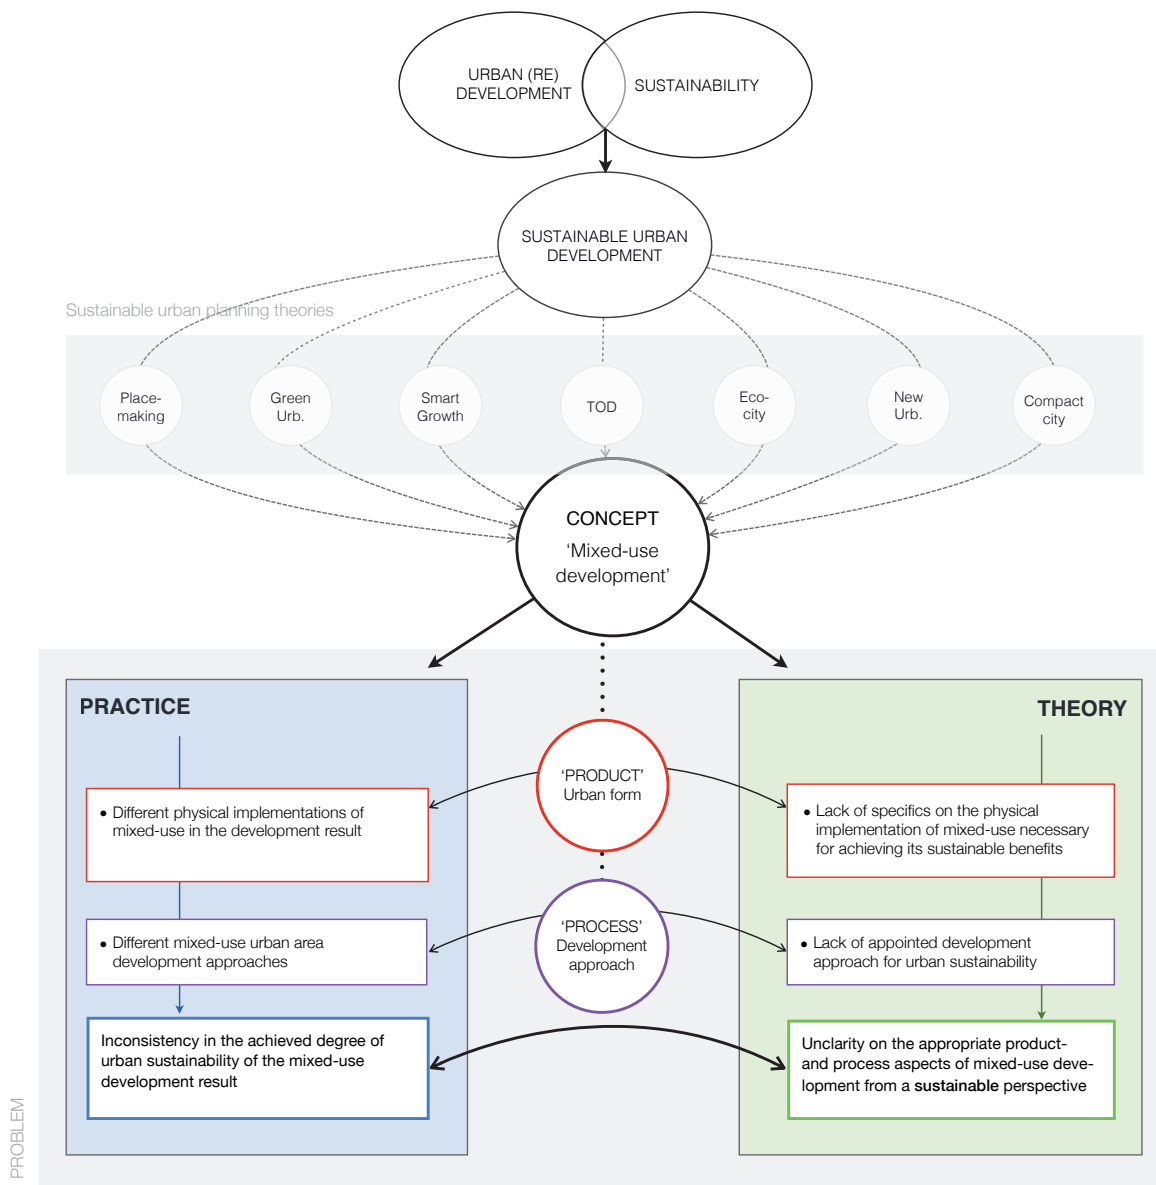 URBAN (RE)
DEVELOPMENT
SUSTAINABILITY
SUSTAINABLE URBAN
DEVELOPMENT
Sustainable urban planning theories
Place-
making
Green
Urb.
Smart
Growth
TOD
Eco-
city
New
Urb.
Compact
city
CONCEPT
‘Mixed-use
development’
PRACTICE
THEORY
‘PRODUCT’
Urban form
• Different physical implementations of
mixed-use in the development result
• Lack of specifics on the physical
implementation of mixed-use necessary
for achieving its sustainable benefits
‘PROCESS’
Development
approach
• Different mixed-use urban area
development approaches
• Lack of appointed development
approach for urban sustainability
Inconsistency in the achieved degree of
urban sustainability of the mixed-use
development result
Unclarity on the appropriate product-
and process aspects of mixed-use deve-
lopment from a sustainable perspective
PROBLEM